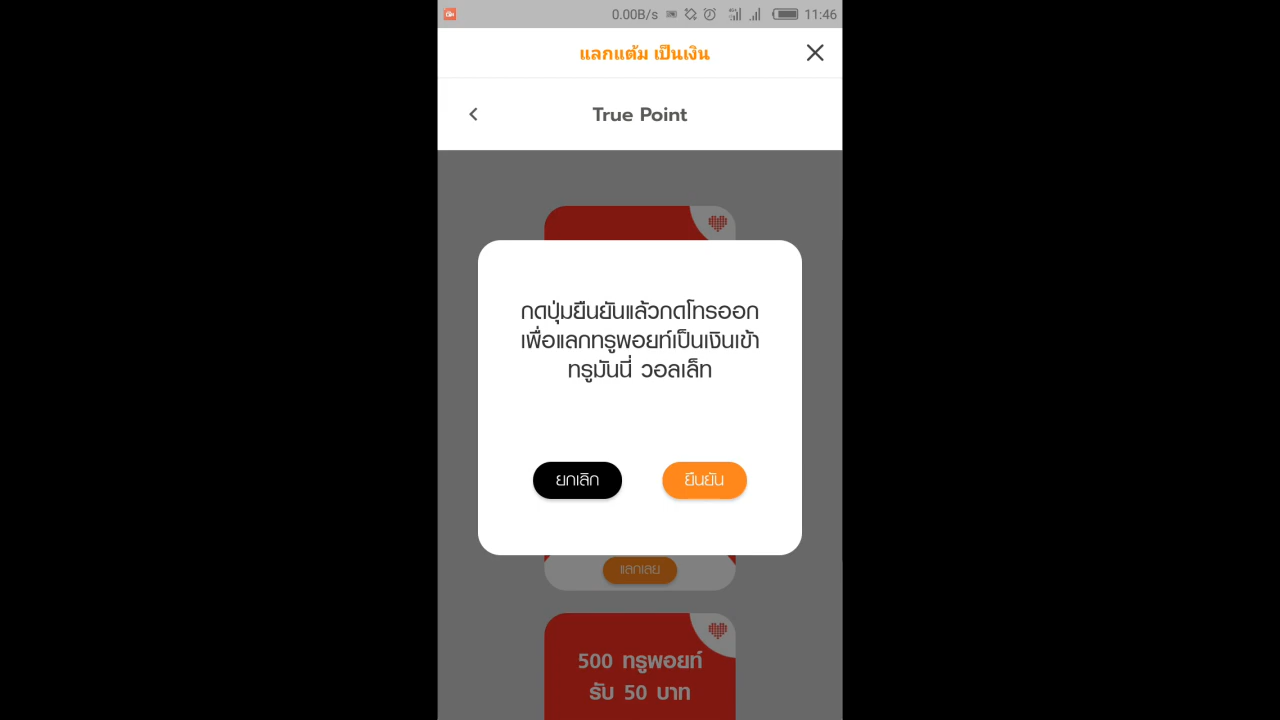 0.00B/s
11:46
แลกแต้ม เป็นเงิน
True Point
กดปุ่มยืนยันแล้วกดโทรออก
เพื่อแลกทรูพอยท์เป็นเงินเข้า
ทรูมันนี่ วอลเล็ท
ยกเลิก
ยืนยัน
แลกเลย
500 ทรูพอยท์
รับ 50 บาท